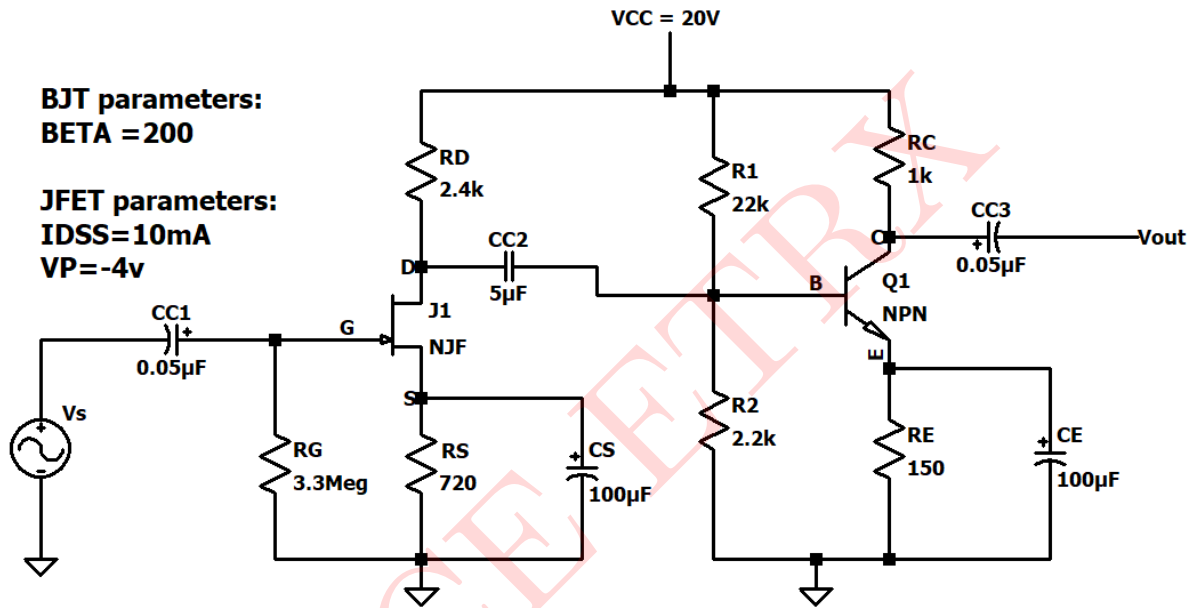 VCC = 20V
BJT parameters:
BETA =200
JFET parameters:
IDSS=10mA
VP=-4v
RD
2.4k
R1
22k
RC
1k
CC3
0.05µF
Vout
C
CC2
5µF
D
B
Q1
NPN
E
J1
NJF
G
CC1
0.05µF
Vs
S
RG
3.3Meg
RS
720
CS
100µF
R2
2.2k
RE
150
CE
100µF
CE ETRX